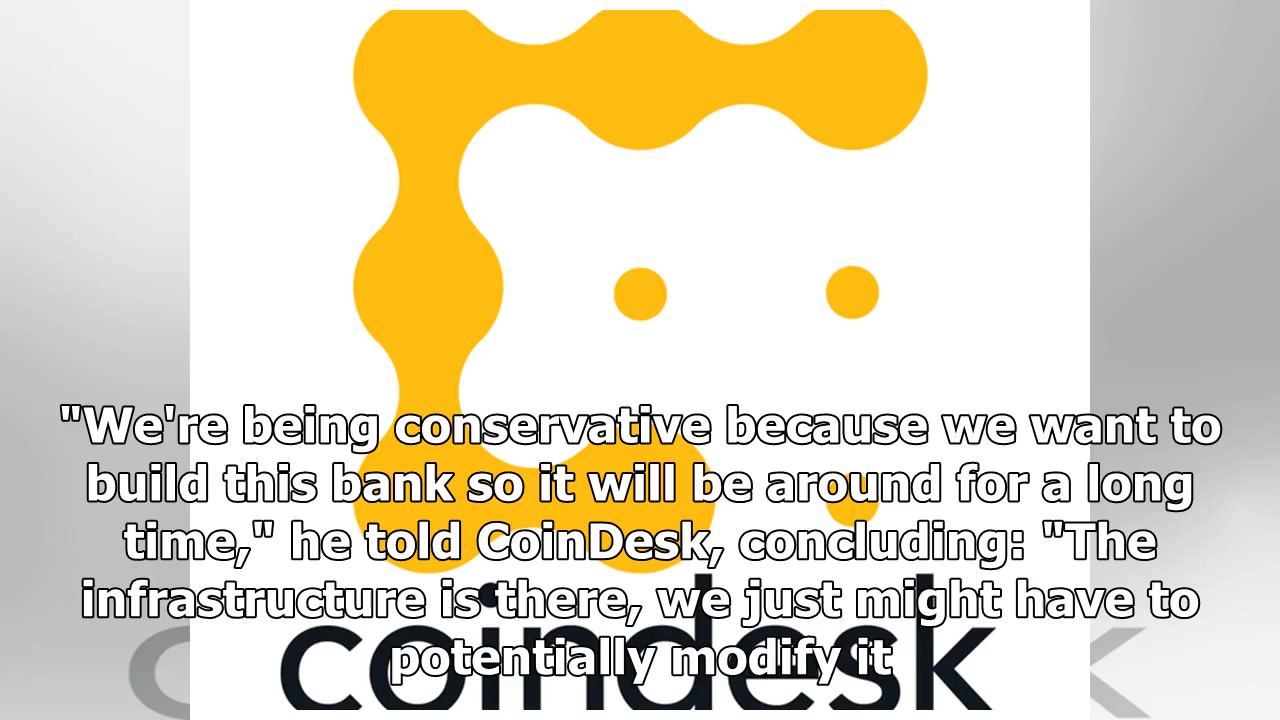 "We're being conservative because we want to
build this bank so it will be around for a long
time," he told CoinDesk, concluding: "The
infrastructure is there, we just might have to
potentially modify it
coindesk